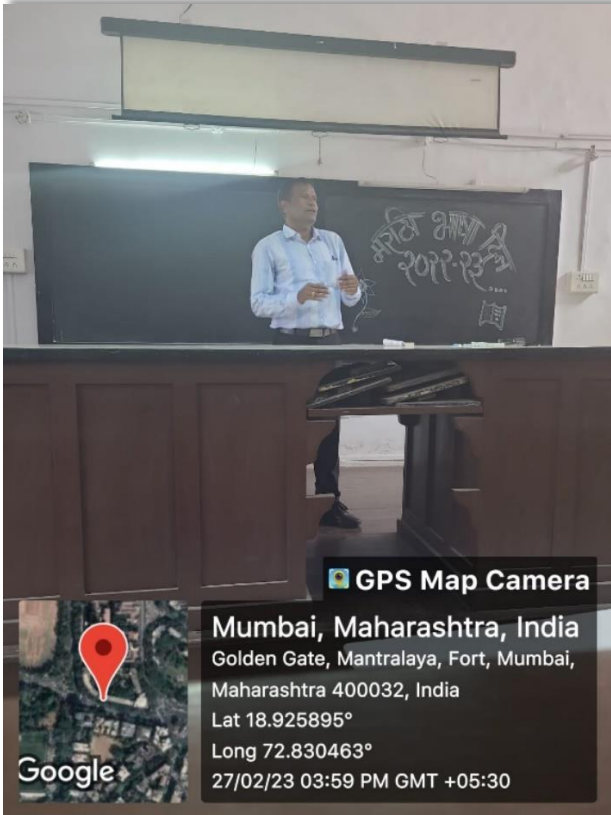 मराठी भाषा दिन
२०२२-२३....
GPS Map Camera
Mumbai, Maharashtra, India
Golden Gate, Mantralaya, Fort, Mumbai,
Maharashtra 400032, India
Lat 18.925895°
Long 72.830463°
27/02/23 03:59 PM GMT +05:30
Google